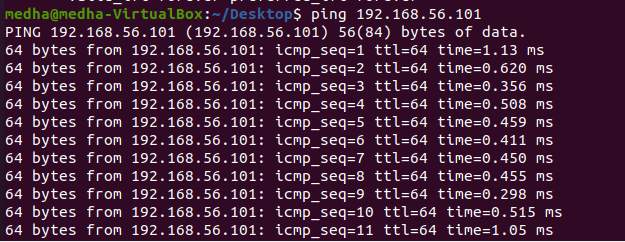 medha@medha-VirtualBox:~/Desktop$ ping 192.168.56.101
PING 192.168.56.101 (192.168.56.101) 56(84) bytes of data.
64 bytes from 192.168.56.101: icmp_seq=1 ttl=64 time=1.13 ms
64 bytes from 192.168.56.101: icmp_seq=2 ttl=64 time=0.620 ms
64 bytes from 192.168.56.101: icmp_seq=3 ttl=64 time=0.356 ms
64 bytes from 192.168.56.101: icmp_seq=4 ttl=64 time=0.508 ms
64 bytes from 192.168.56.101: icmp_seq=5 ttl=64 time=0.459 ms
64 bytes from 192.168.56.101: icmp_seq=6 ttl=64 time=0.411 ms
64 bytes from 192.168.56.101: icmp_seq=7 ttl=64 time=0.450 ms
64 bytes from 192.168.56.101: icmp_seq=8 ttl=64 time=0.455 ms
64 bytes from 192.168.56.101: icmp_seq=9 ttl=64 time=0.298 ms
64 bytes from 192.168.56.101: icmp_seq=10 ttl=64 time=0.515 ms
64 bytes from 192.168.56.101: icmp_seq=11 ttl=64 time=1.05 ms